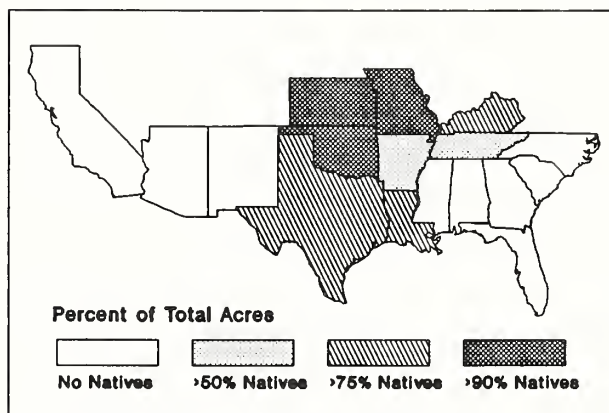 Percent of Total Acres
No Natives >50% Natives >75% Natives >90% Natives